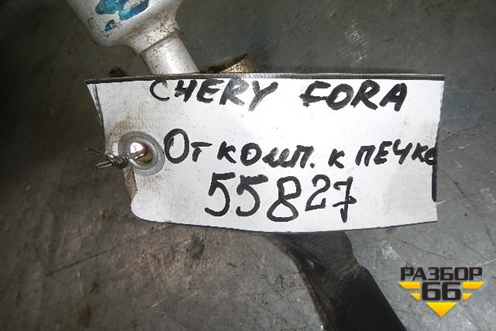 CHERY FORA
От комп. к печке
55827
РАЗБОР
66